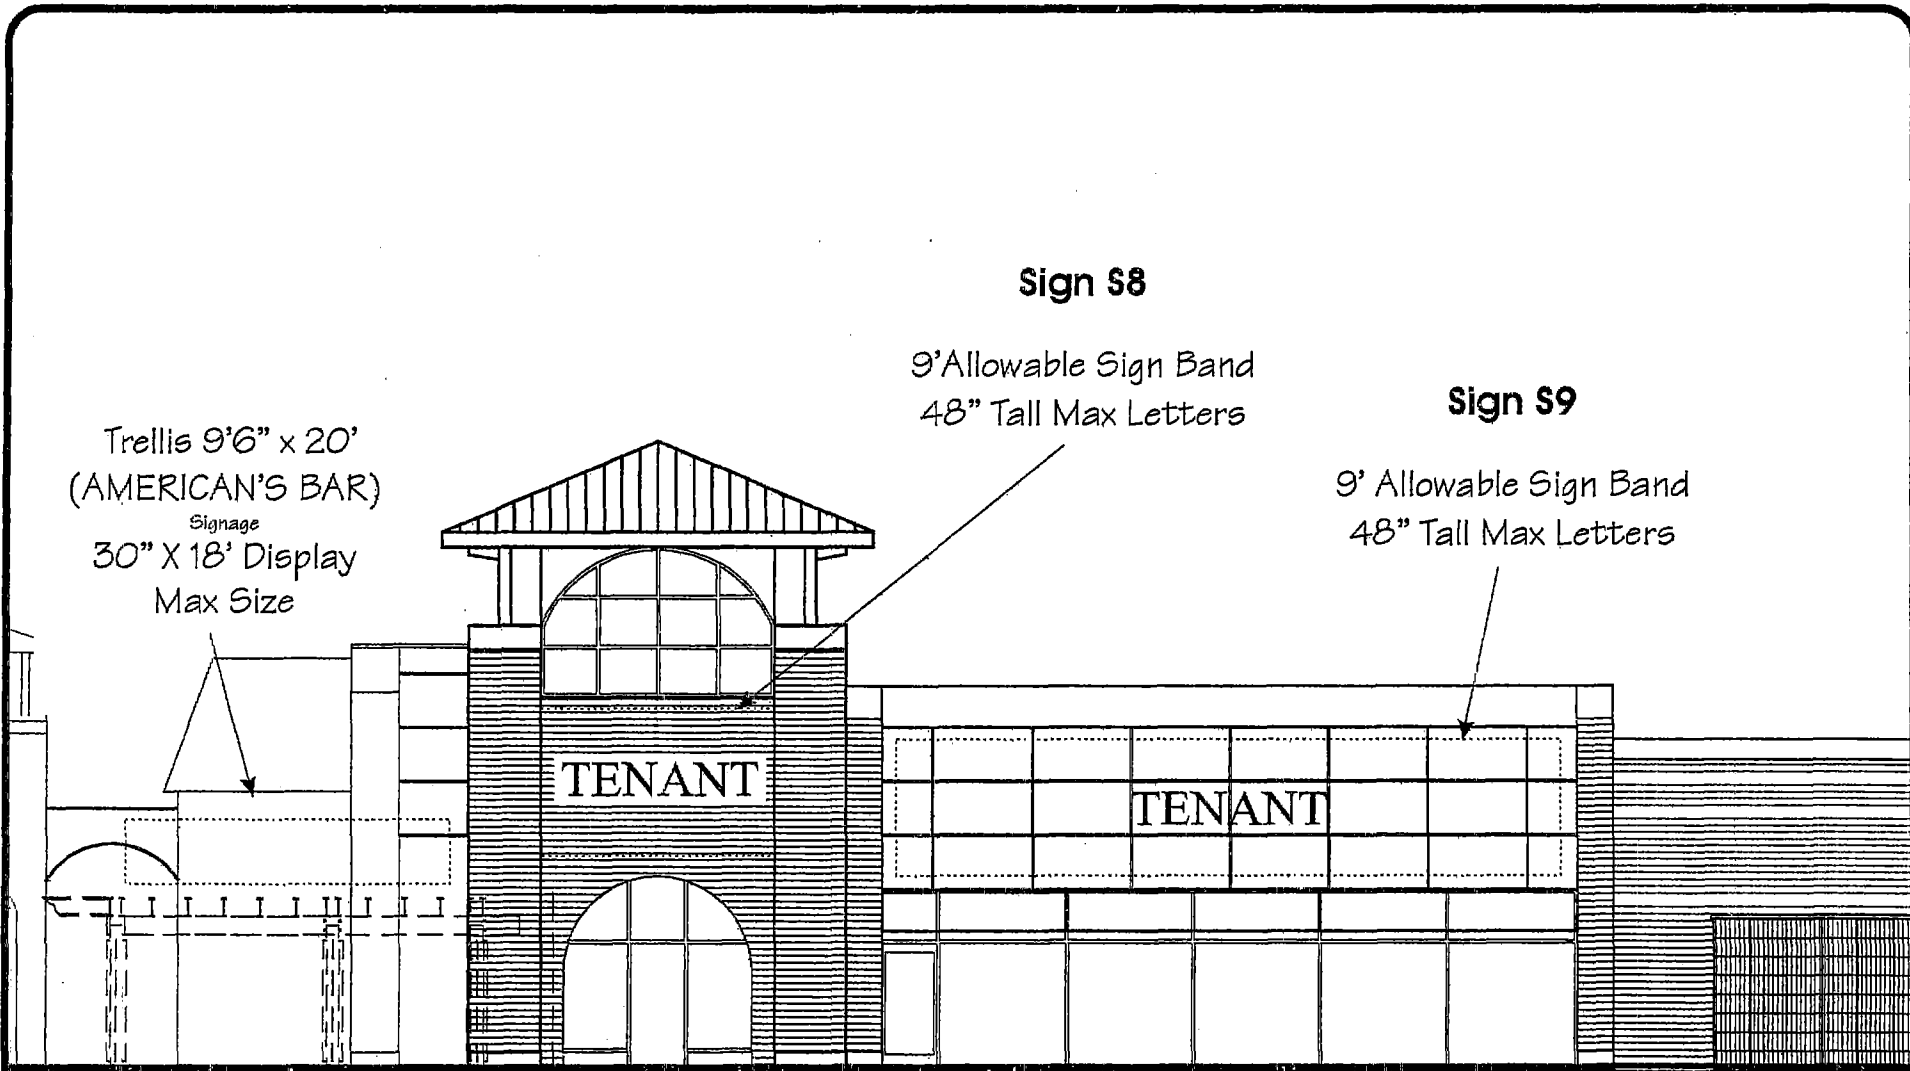 Sign S8
9'Allowable Sign Band
48" Tall Max Letters
Sign S9
9' Allowable Sign Band
48" Tall Max Letters
Trellis 9'6" x 20'
(AMERICAN'S BAR)
Signage
30" X 18' Display
Max Size
TENANT
TENANT